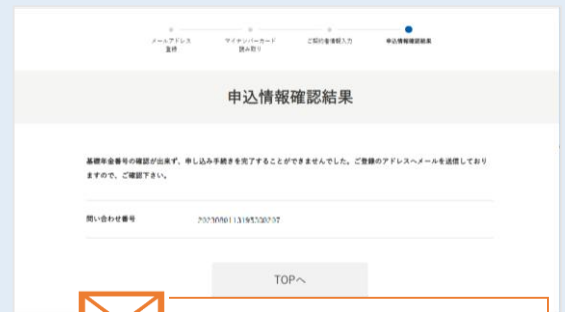 メールアドレス
登録
マイナンバーカード
読み取り
ご契約者情報入力
申込情報確認結果
申込情報確認結果
基礎年金番号の確認が出来ず、申し込み手続きを完了することができませんでした。ご登録のアドレスへメールを送信しており
ますので、ご確認下さい。
問い合わせ番号
TOPへ